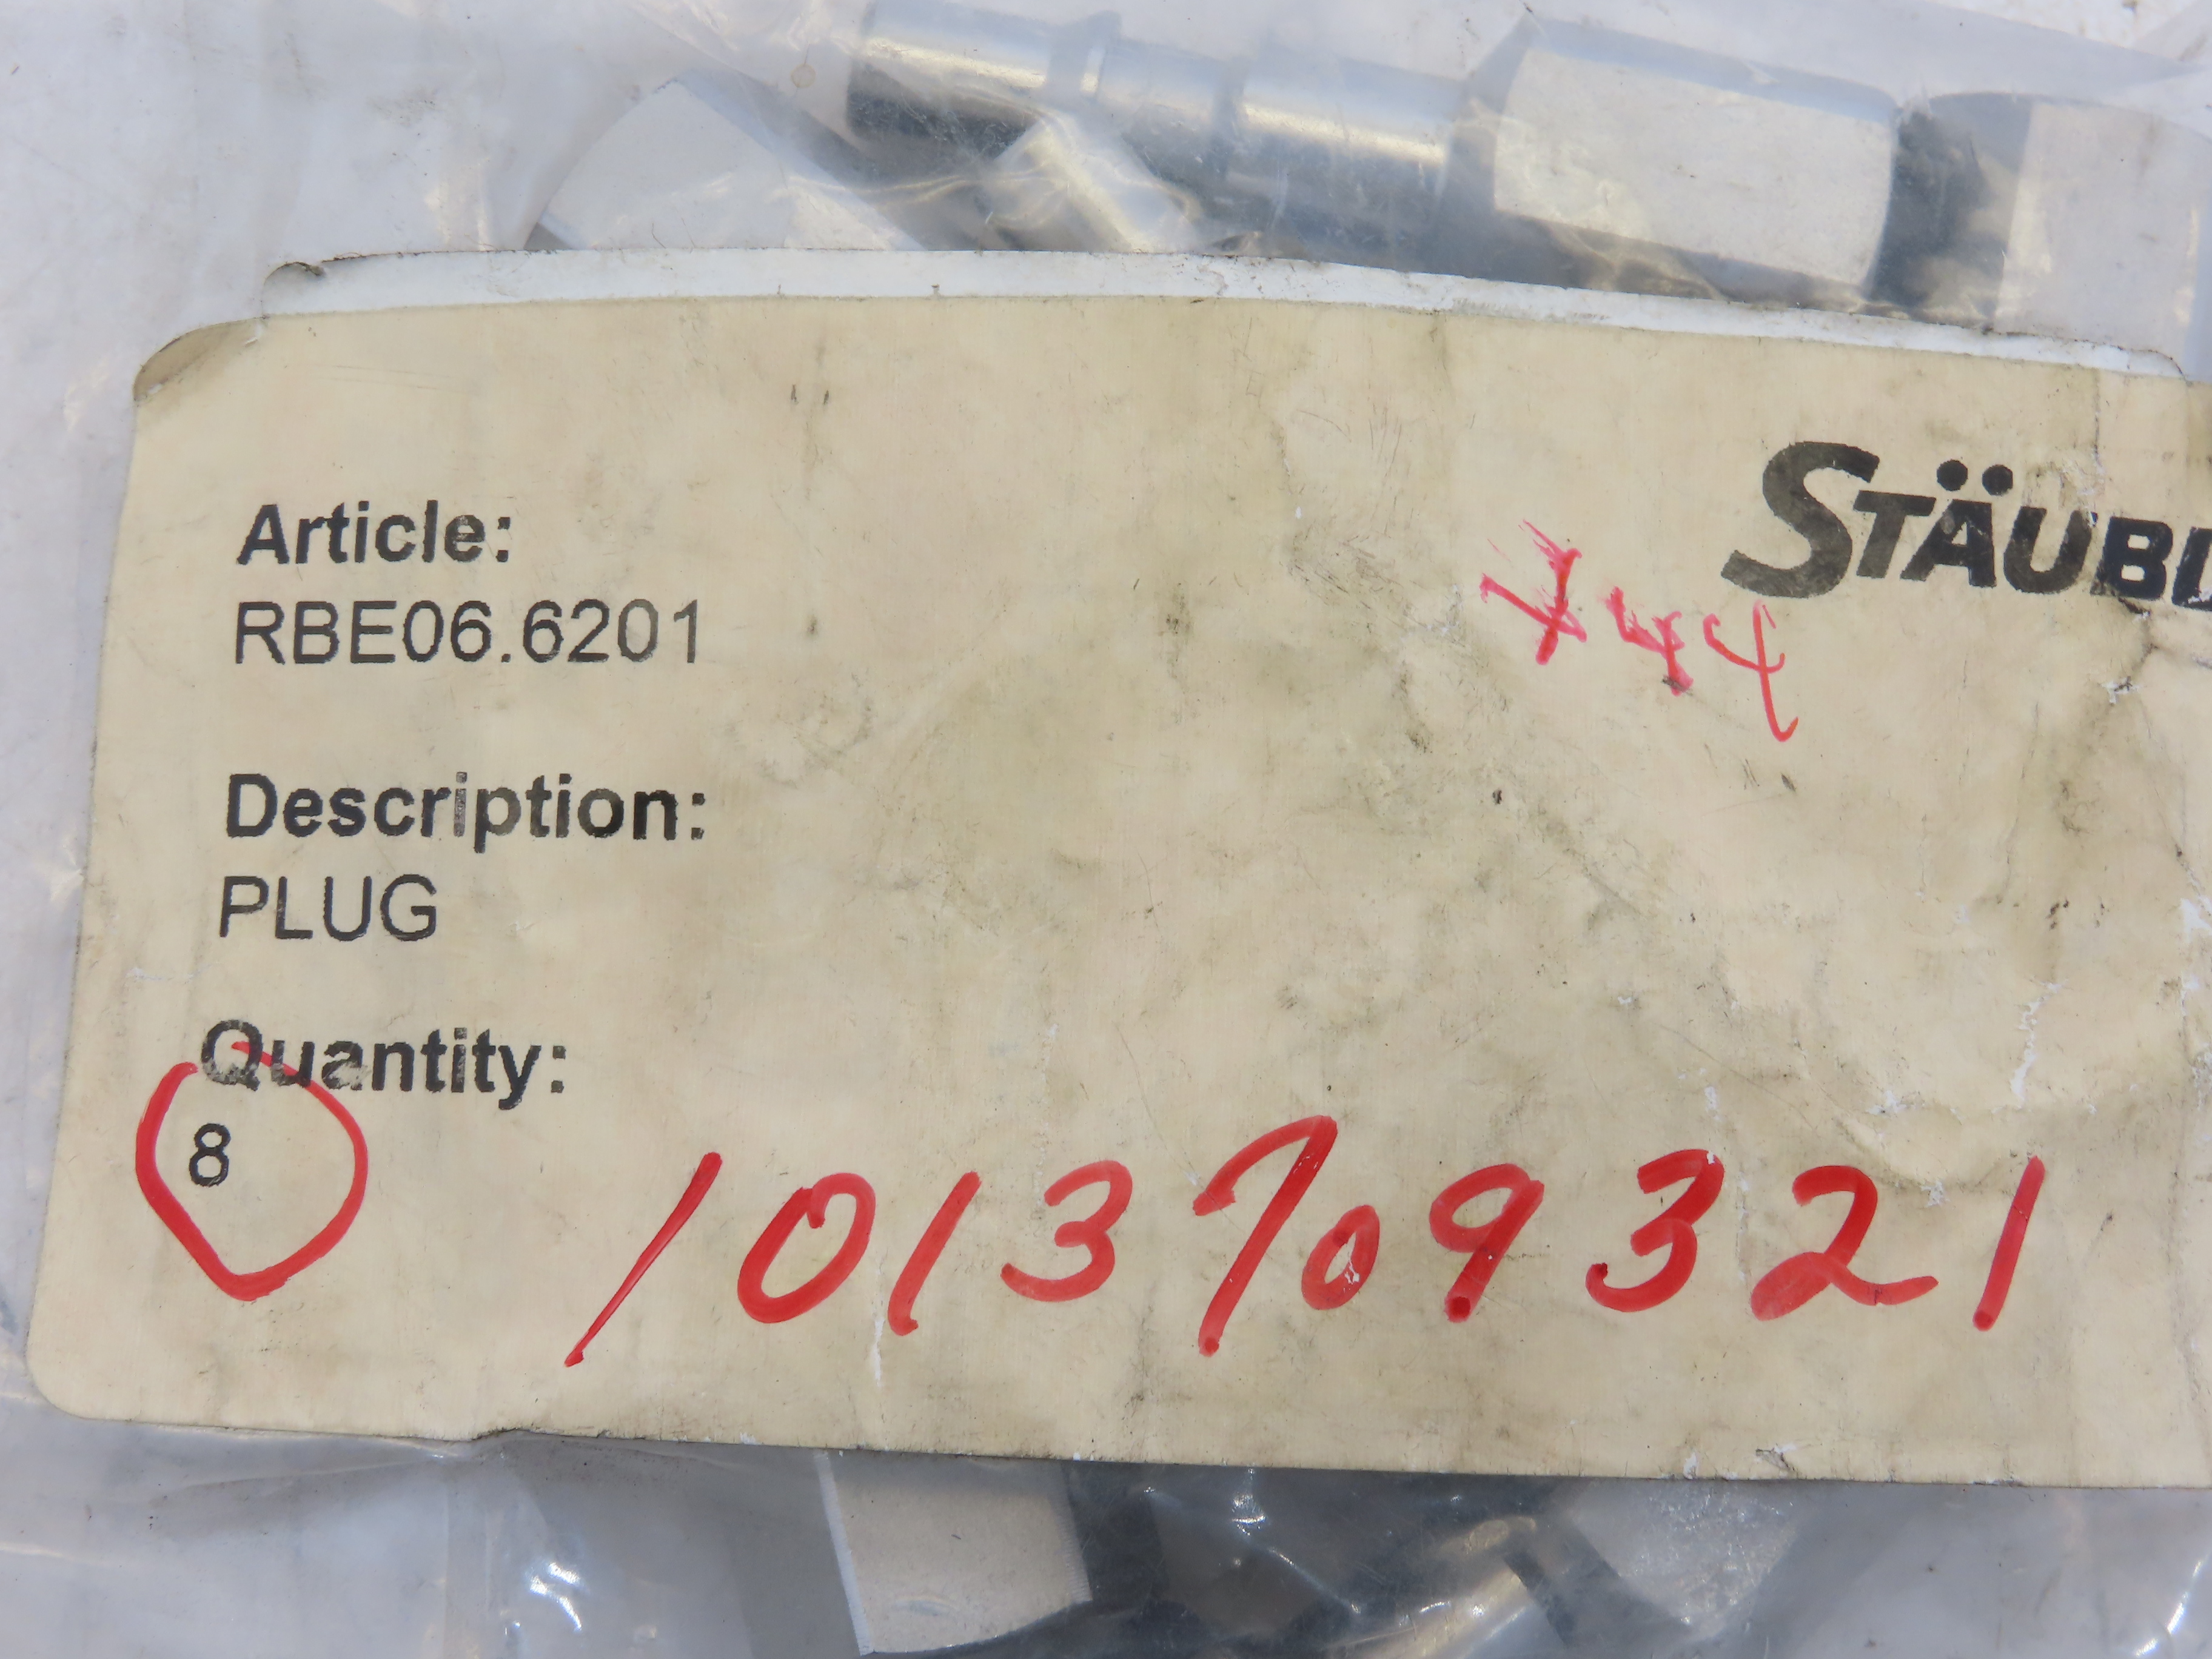 STÄUBL
Article:
RBE06.6201
Description:
PLUG
Quantity:
8
1013709321